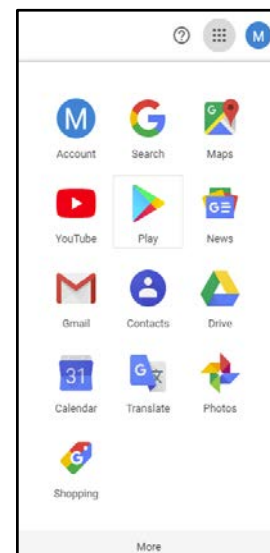 M
M
Account Search Maps
YouTube Play News
Gmail Contacts Drive
31 G
Calendar Translate Photos
G
Shopping
More